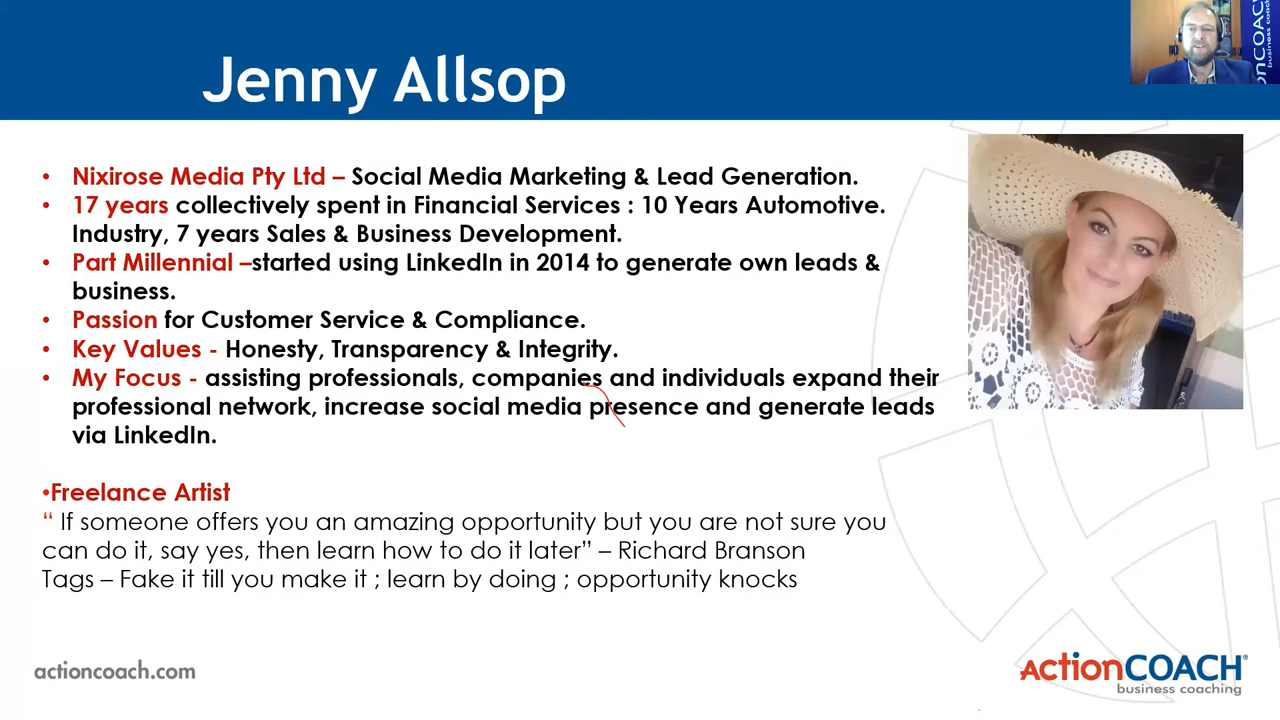 Jenny Allsop
• Nixirose Media Pty Ltd – Social Media Marketing & Lead Generation.
• 17 years collectively spent in Financial Services : 10 Years Automotive.
Industry, 7 years Sales & Business Development.
• Part Millennial –started using LinkedIn in 2014 to generate own leads &
business.
• Passion for Customer Service & Compliance.
• Key Values - Honesty, Transparency & Integrity.
• My Focus - assisting professionals, companies and individuals expand their
professional network, increase social media presence and generate leads
via LinkedIn.
•Freelance Artist
“ If someone offers you an amazing opportunity but you are not sure you
can do it, say yes, then learn how to do it later” – Richard Branson
Tags – Fake it till you make it ; learn by doing ; opportunity knocks
actioncoach.com
ACTIONCOACH®
business coaching
ONCOACH
business coach